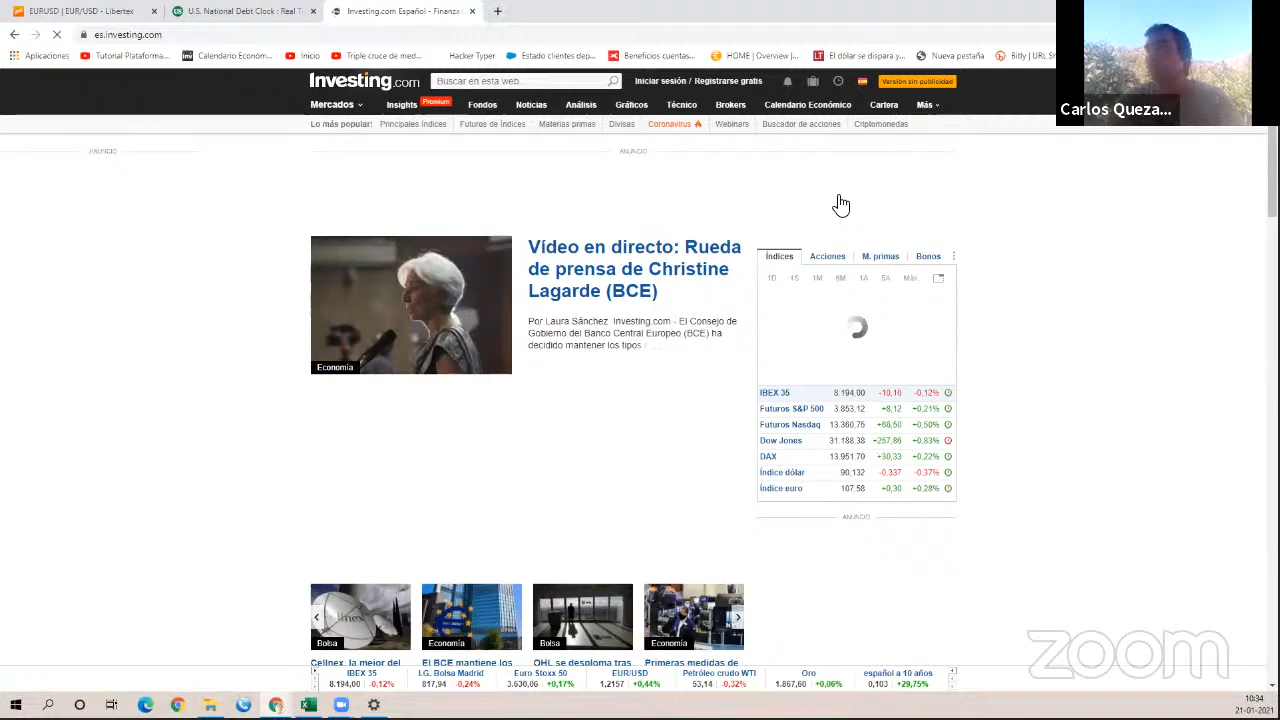 EURUSD | EUR/USD - Libertex
U.S. National Debt Clock : Real Ti
Investing.com Español - Finanza
es.investing.com
Aplicaciones
Tutorial Plataforma...
Calendario Económ...
Inicio
Triple cruce de med...
Hacker Typer
Estado clientes dep...
Beneficios cuentas...
HOME | Overview |...
El dólar se dispara y...
Nueva pestaña
Bitly | URL Sh
Carlos Queza...
Investing.com
Buscar en esta web...
Iniciar sesión / Registrarse gratis
Versión sin publicidad
Mercados Insights Premium Fondos Noticias Análisis Gráficos Técnico Brokers Calendario Económico Cartera Más
Lo más popular: Principales índices Futuros de índices Materias primas Divisas Coronavirus Webinars Buscador de acciones Criptomonedas
ANUNCIO
ANUNCIO
Economía
Vídeo en directo: Rueda
de prensa de Christine
Lagarde (BCE)
Por Laura Sánchez Investing.com - El Consejo de
Gobierno del Banco Central Europeo (BCE) ha
decidido mantener los tipos
Índices Acciones M. primas Bonos
1D 1S 1M 6M 1A 5A Máx.
IBEX 35 8.194,00 -10,10 -0,12%
Futuros S&P 500 3.853,12 +8,12 +0,21%
Futuros Nasdaq 13.360,75 +66,50 +0,50%
Dow Jones 31.188,38 +257,86 +0,83%
DAX 13.951,70 +30,33 +0,22%
Índice dólar 90,132 -0,337 -0,37%
Índice euro 107,58 +0,30 +0,28%
ANUNCIO
Bolsa
Economía
Bolsa
Economía
Cellnex, la mejor del
El BCE mantiene los
OHL se desploma tras
Primeras medidas de
IBEX 35 I.G. Bolsa Madrid Euro Stoxx 50 EUR/USD Petróleo crudo WTI Oro español a 10 años
8.194,00 -0,12% 817,94 -0,24% 3.630,06 +0,17% 1,2157 +0,44% 53,14 -0,32% 1.867,60 +0,06% 0,103 +29,75%
zoom
10:34
21-01-2021